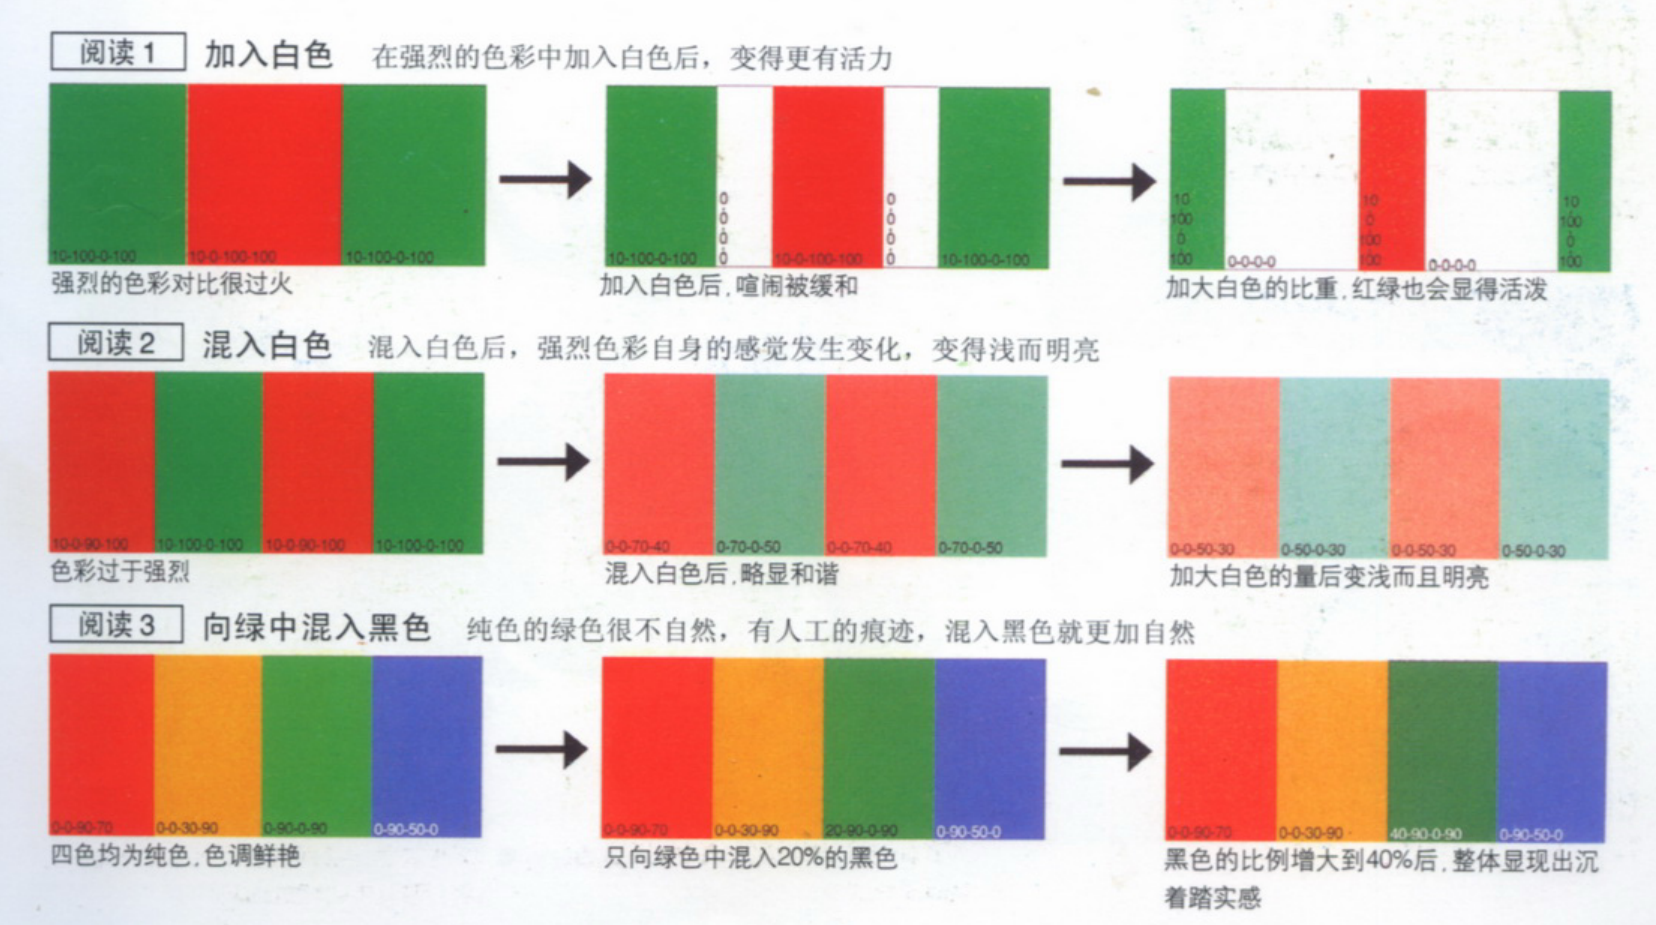 阅读1 加入白色 在强烈的色彩中加入白色后，变得更有活力
10-100-0-100 10-0-100-100 10-100-0-100
10-100-0-100 0-0-0-0 10-0-100-100 0-0-0-0 10-100-0-100
10-100-0-100 0-0-0-0 10-0-100-100 0-0-0-0 10-100-0-100
强烈的色彩对比很过火
加入白色后，喧闹被缓和
加大白色的比重，红绿也会显得活泼
阅读2 混入白色 混入白色后，强烈色彩自身的感觉发生变化，变得浅而明亮
10-0-90-100 10-100-0-100 10-0-90-100 10-100-0-100
0-0-70-40 0-70-0-50 0-0-70-40 0-70-0-50
0-0-50-30 0-50-0-30 0-0-50-30 0-50-0-30
色彩过于强烈
混入白色后，略显和谐
加大白色的量后变浅而且明亮
阅读3 向绿中混入黑色 纯色的绿色很不自然，有人工的痕迹，混入黑色就更加自然
0-0-90-70 0-0-30-90 0-90-0-90 0-90-50-0
0-0-90-70 0-0-30-90 20-90-0-90 0-90-50-0
0-0-90-70 0-0-30-90 40-90-0-90 0-90-50-0
四色均为纯色，色调鲜艳
只向绿色中混入20%的黑色
黑色的比例增大到40%后，整体显现出沉
着踏实感